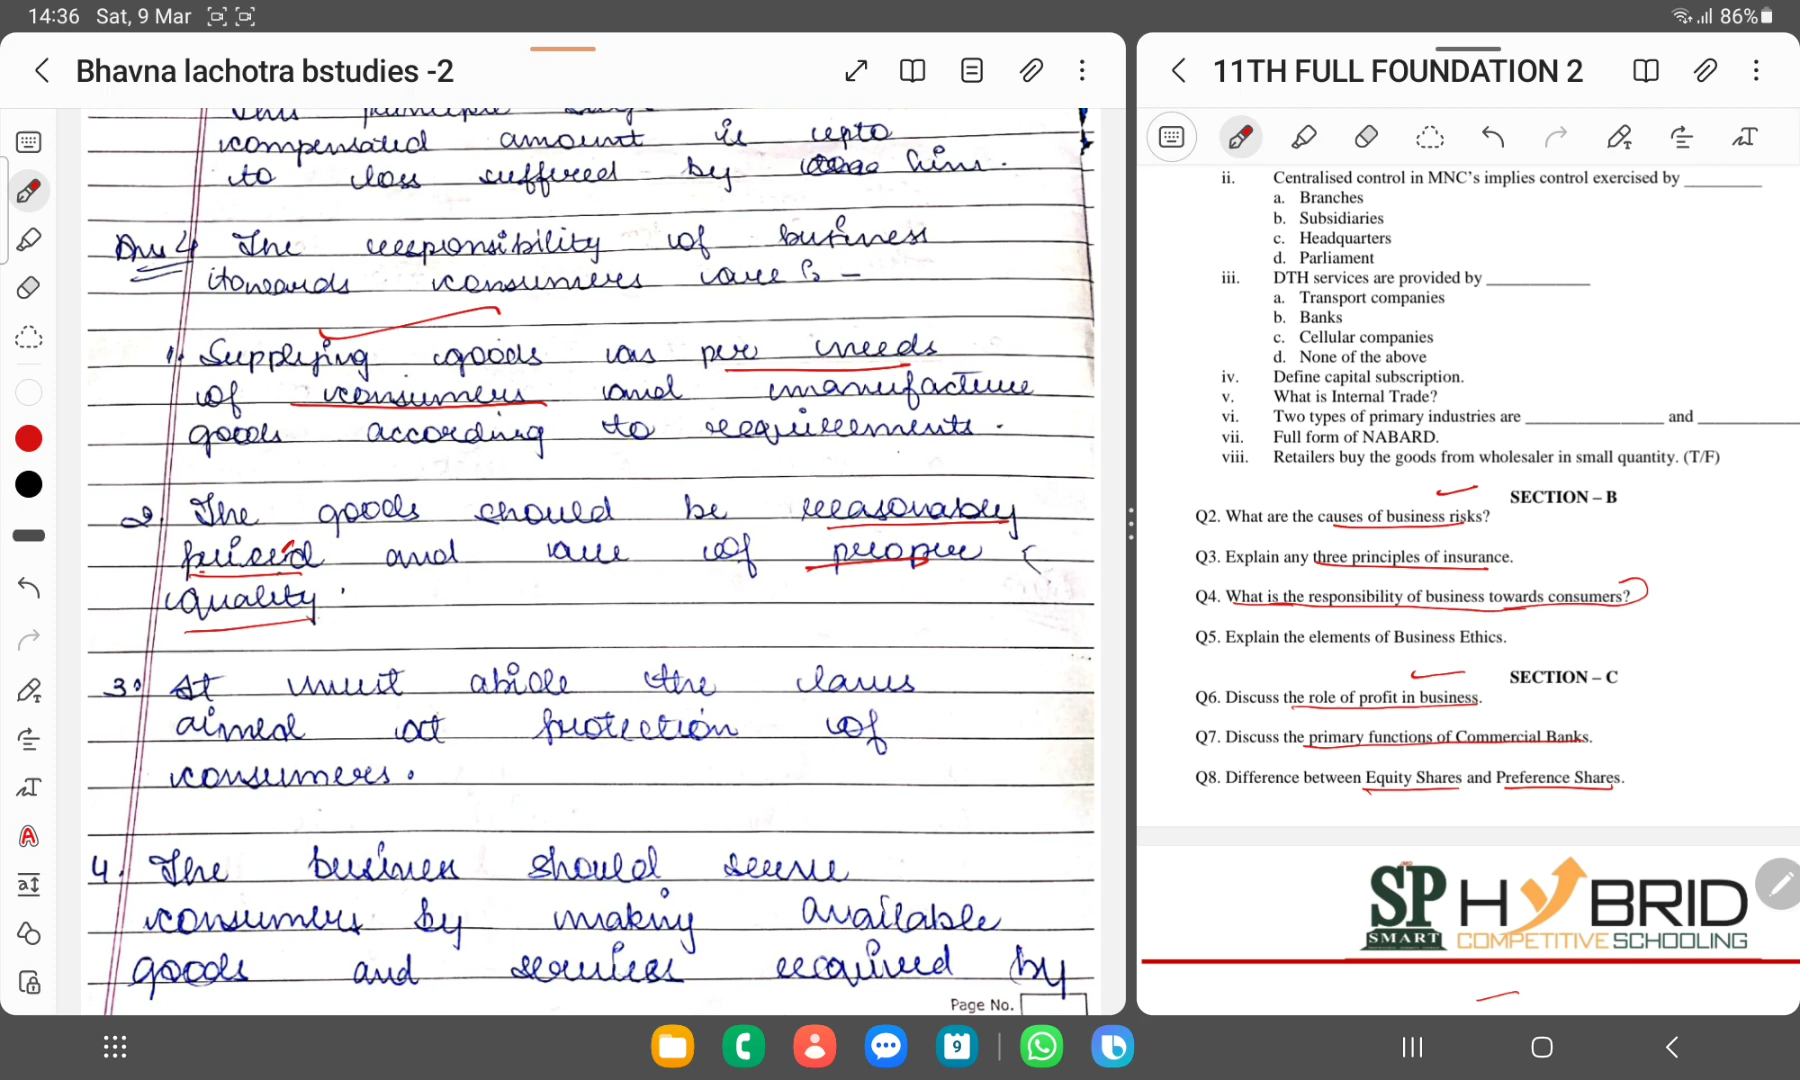 14:36 Sat, 9 Mar
86%
Bhavna lachotra bstudies -2
This principle
compensated amount is upto
to loss suffered by him.
Ans 4 The responsibility of business
towards consumers are :-
1. Supplying goods as per needs
of consumers and manufacture
goods according to requirements.
2. The goods should be reasonably
priced and are of proper
quality.
3. It must abide the laws
aimed at protection of
consumers.
4. The business should serve
consumers by making available
goods and services required by
Page No.
11TH FULL FOUNDATION 2
ii. Centralised control in MNC's implies control exercised by ________
a. Branches
b. Subsidiaries
c. Headquarters
d. Parliament
iii. DTH services are provided by ___________
a. Transport companies
b. Banks
c. Cellular companies
d. None of the above
iv. Define capital subscription.
v. What is Internal Trade?
vi. Two types of primary industries are _______________ and ___________
vii. Full form of NABARD.
viii. Retailers buy the goods from wholesaler in small quantity. (T/F)
SECTION – B
Q2. What are the causes of business risks?
Q3. Explain any three principles of insurance.
Q4. What is the responsibility of business towards consumers?
Q5. Explain the elements of Business Ethics.
SECTION – C
Q6. Discuss the role of profit in business.
Q7. Discuss the primary functions of Commercial Banks.
Q8. Difference between Equity Shares and Preference Shares.
SP HYBRID
SMART COMPETITIVE SCHOOLING
9